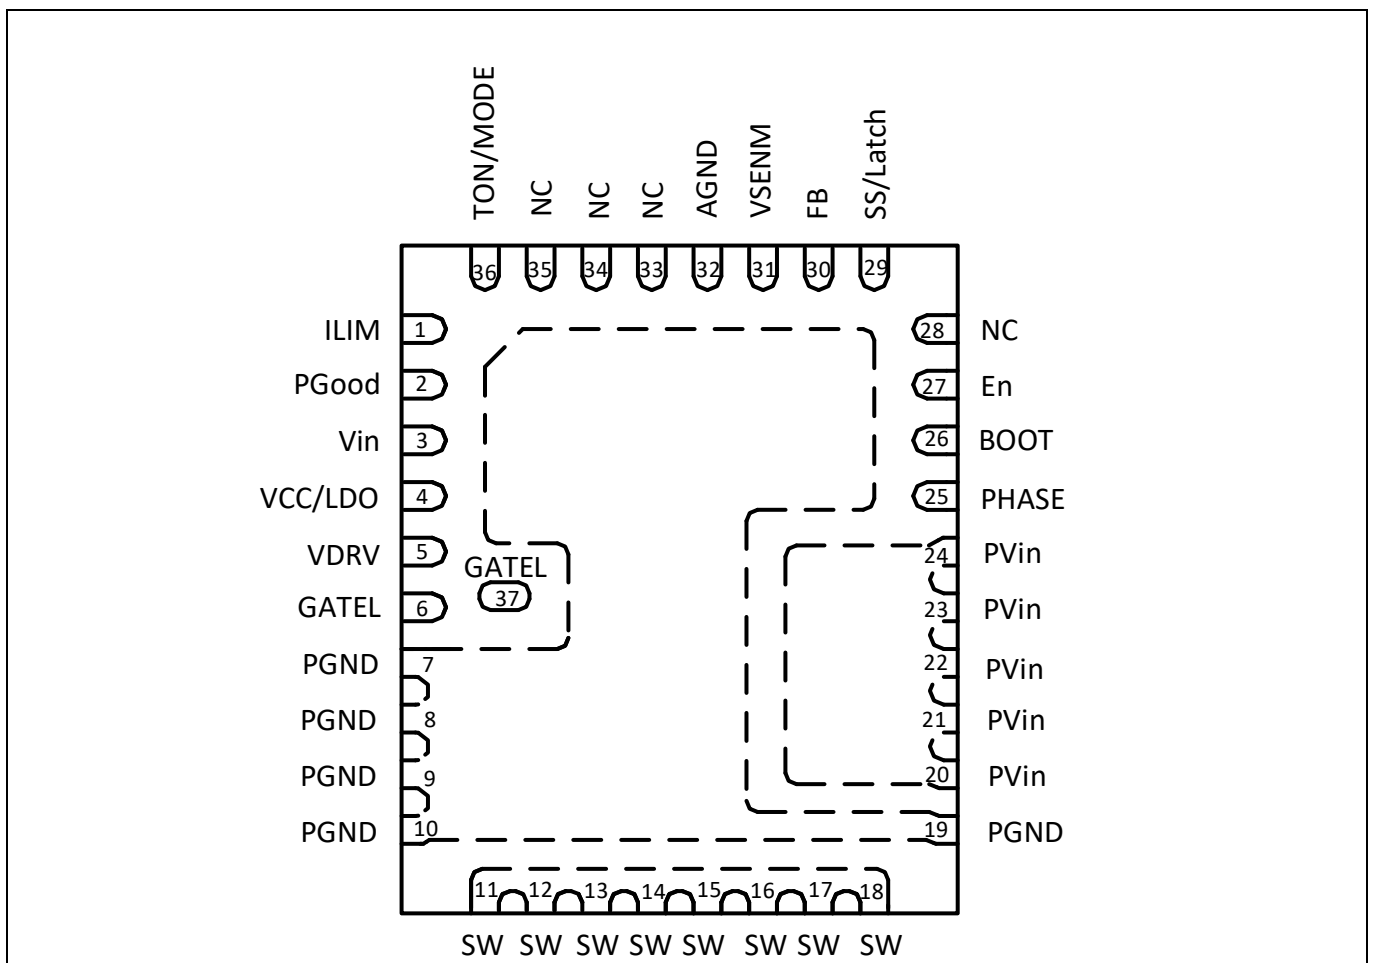 TON/MODE NC NC NC AGND VSENM FB SS/Latch
36 35 34 33 32 31 30 29
ILIM 1 28 NC
PGood 2 27 En
Vin 3 26 BOOT
VCC/LDO 4 25 PHASE
VDRV 5 24 PVin
GATEL
37
GATEL 6 23 PVin
PGND 7 22 PVin
PGND 8 21 PVin
PGND 9 20 PVin
PGND 10 19 PGND
11 12 13 14 15 16 17 18
SW SW SW SW SW SW SW SW